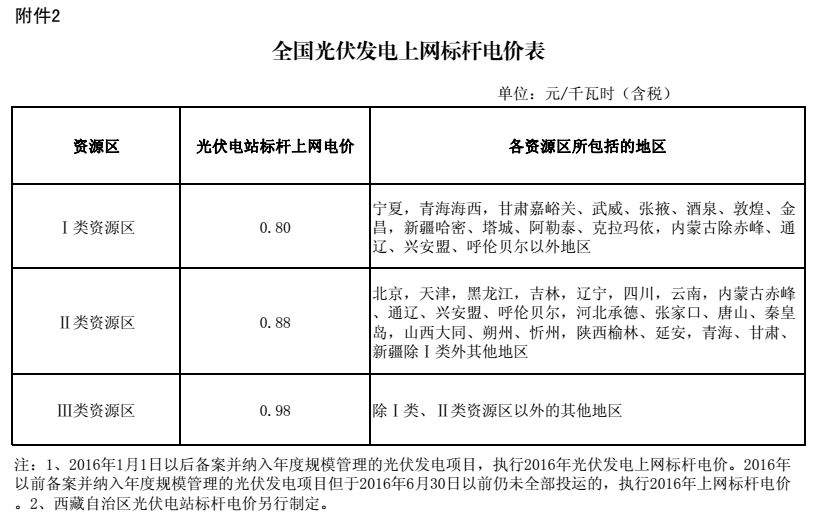 附件2
全国光伏发电上网标杆电价表
单位：元/千瓦时（含税）
资源区
光伏电站标杆上网电价
各资源区所包括的地区
Ⅰ类资源区
0.80
宁夏，青海海西，甘肃嘉峪关、武威、张掖、酒泉、敦煌、金
昌，新疆哈密、塔城、阿勒泰、克拉玛依，内蒙古除赤峰、通
辽、兴安盟、呼伦贝尔以外地区
Ⅱ类资源区
0.88
北京，天津，黑龙江，吉林，辽宁，四川，云南，内蒙古赤峰
、通辽、兴安盟、呼伦贝尔，河北承德、张家口、唐山、秦皇
岛，山西大同、朔州、忻州，陕西榆林、延安，青海、甘肃、
新疆除Ⅰ类外其他地区
Ⅲ类资源区
0.98
除Ⅰ类、Ⅱ类资源区以外的其他地区
注：1、2016年1月1日以后备案并纳入年度规模管理的光伏发电项目，执行2016年光伏发电上网标杆电价。2016年
以前备案并纳入年度规模管理的光伏发电项目但于2016年6月30日以前仍未全部投运的，执行2016年上网标杆电价
。2、西藏自治区光伏电站标杆电价另行制定。